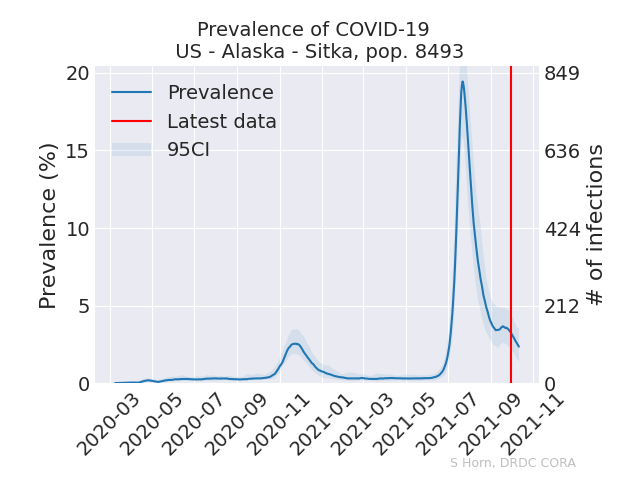 Prevalence of COVID-19
US - Alaska - Sitka, pop. 8493
Prevalence (%)
20
15
10
5
0
Prevalence
Latest data
95CI
849
636
424
212
0
# of infections
2020-03
2020-05
2020-07
2020-09
2020-11
2021-01
2021-03
2021-05
2021-07
2021-09
2021-11
S Horn, DRDC CORA